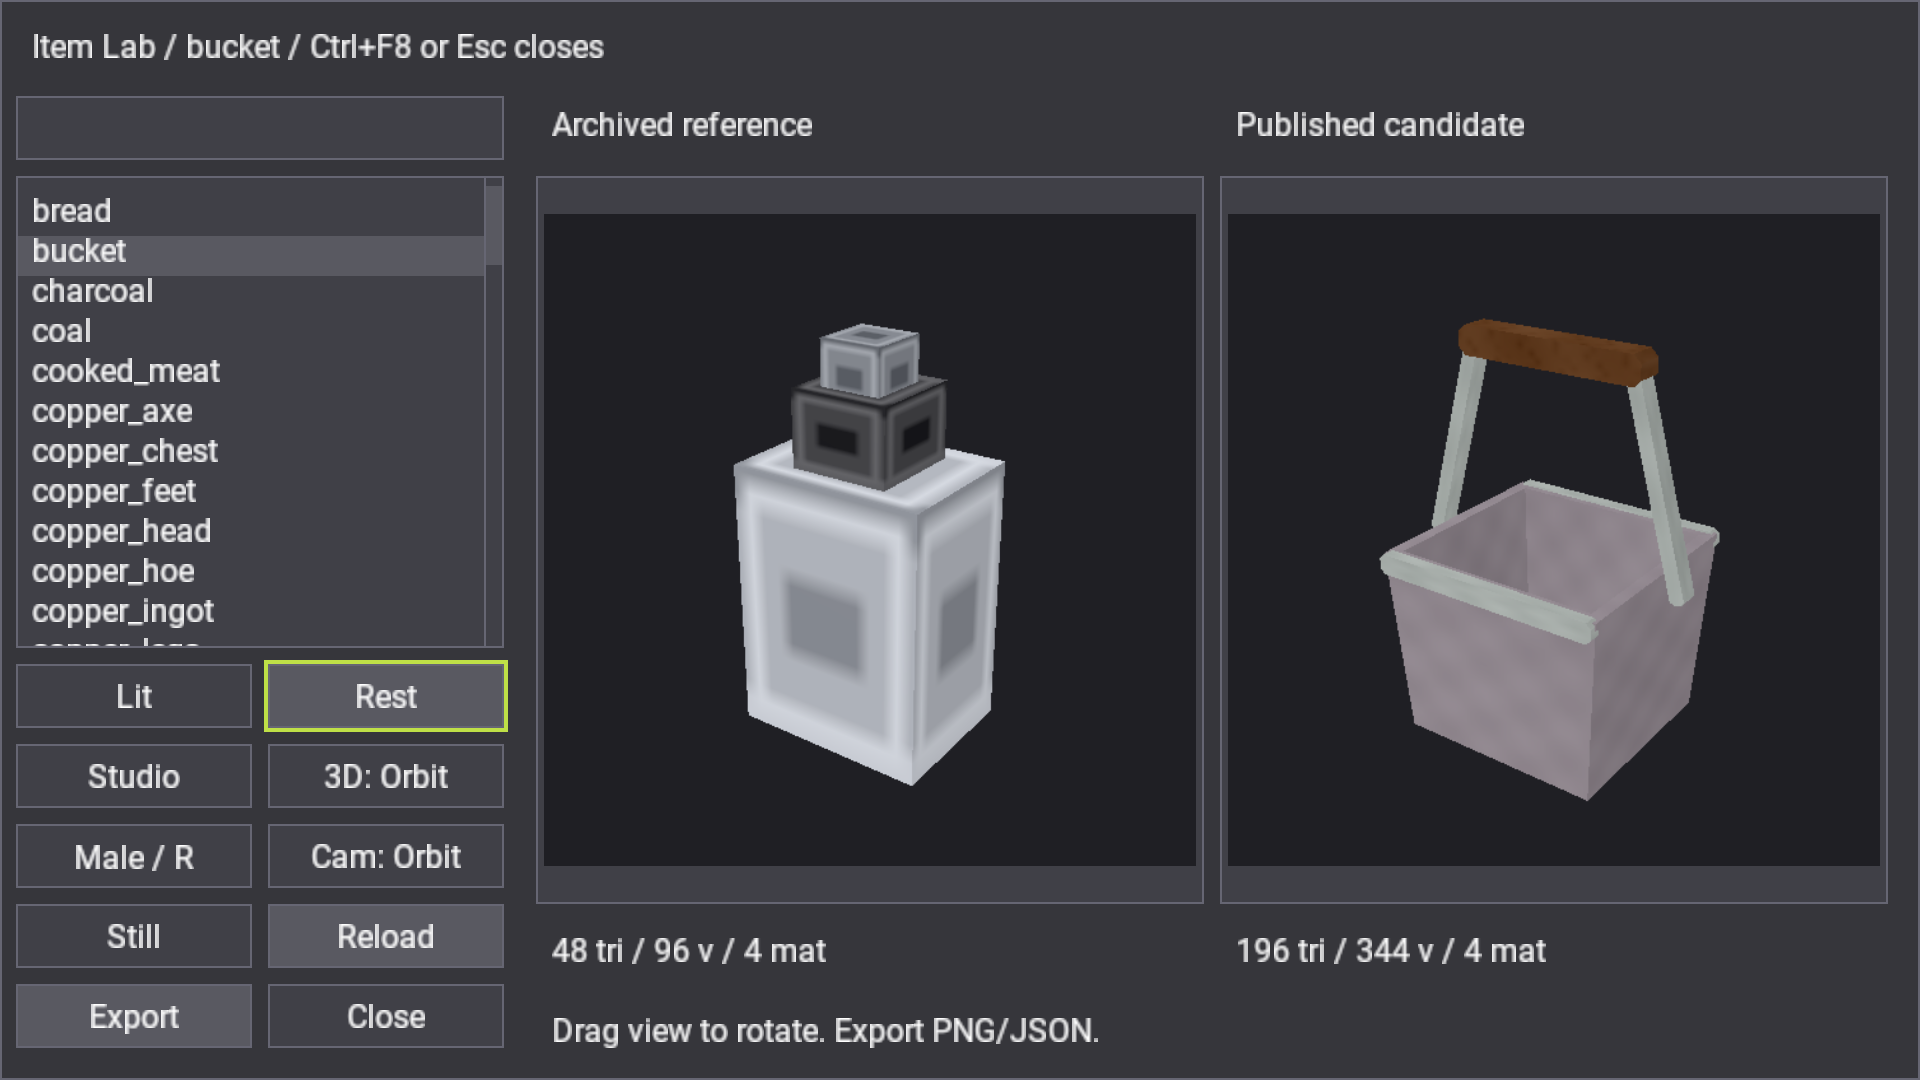 Item Lab / bucket / Ctrl+F8 or Esc closes
Archived reference
Published candidate
bread
bucket
charcoal
coal
cooked_meat
copper_axe
copper_chest
copper_feet
copper_head
copper_hoe
copper_ingot
Lit
Rest
Studio
3D: Orbit
Male / R
Cam: Orbit
Still
Reload
Export
Close
48 tri / 96 v / 4 mat
196 tri / 344 v / 4 mat
Drag view to rotate. Export PNG/JSON.